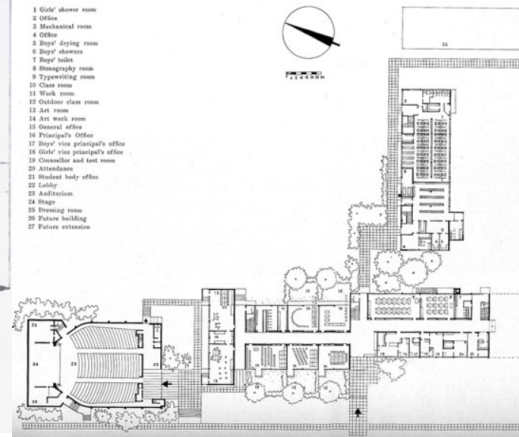 1 Girls' shower room
2 Office
3 Mechanical room
4 Office
5 Boys' drying room
6 Boys' showers
7 Boys' toilet
8 Stenography room
9 Typewriting room
10 Class room
11 Work room
12 Outdoor class room
13 Art room
14 Art work room
15 General office
16 Principal's Office
17 Boys' vice principal's office
18 Girls' vice principal's office
19 Counsellor and test room
20 Attendants
21 Student body office
22 Lobby
23 Auditorium
24 Stage
25 Dressing room
26 Future building
27 Future extension